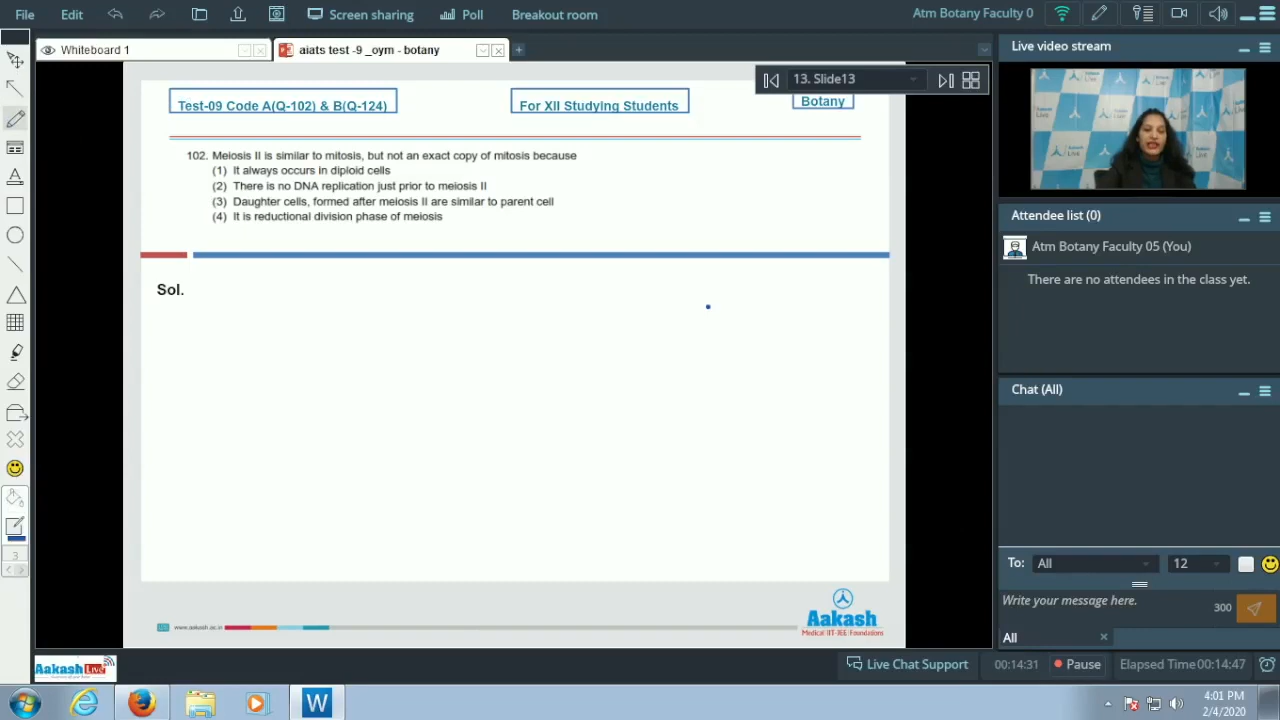 File Edit Screen sharing Poll Breakout room Atm Botany Faculty 0
Whiteboard 1 aiats test -9 _oym - botany
13. Slide13
Live video stream
Test-09 Code A(Q-102) & B(Q-124) For XII Studying Students Botany
102. Meiosis II is similar to mitosis, but not an exact copy of mitosis because
(1) It always occurs in diploid cells
(2) There is no DNA replication just prior to meiosis II
(3) Daughter cells, formed after meiosis II are similar to parent cell
(4) It is reductional division phase of meiosis
Sol.
Attendee list (0)
Atm Botany Faculty 05 (You)
There are no attendees in the class yet.
Chat (All)
To: All 12
Write your message here. 300
All
3
www.aakash.ac.in
Aakash
Medical IIT-JEE Foundations
Aakash Live
Live Chat Support 00:14:31 Pause Elapsed Time 00:14:47
4:01 PM
2/4/2020